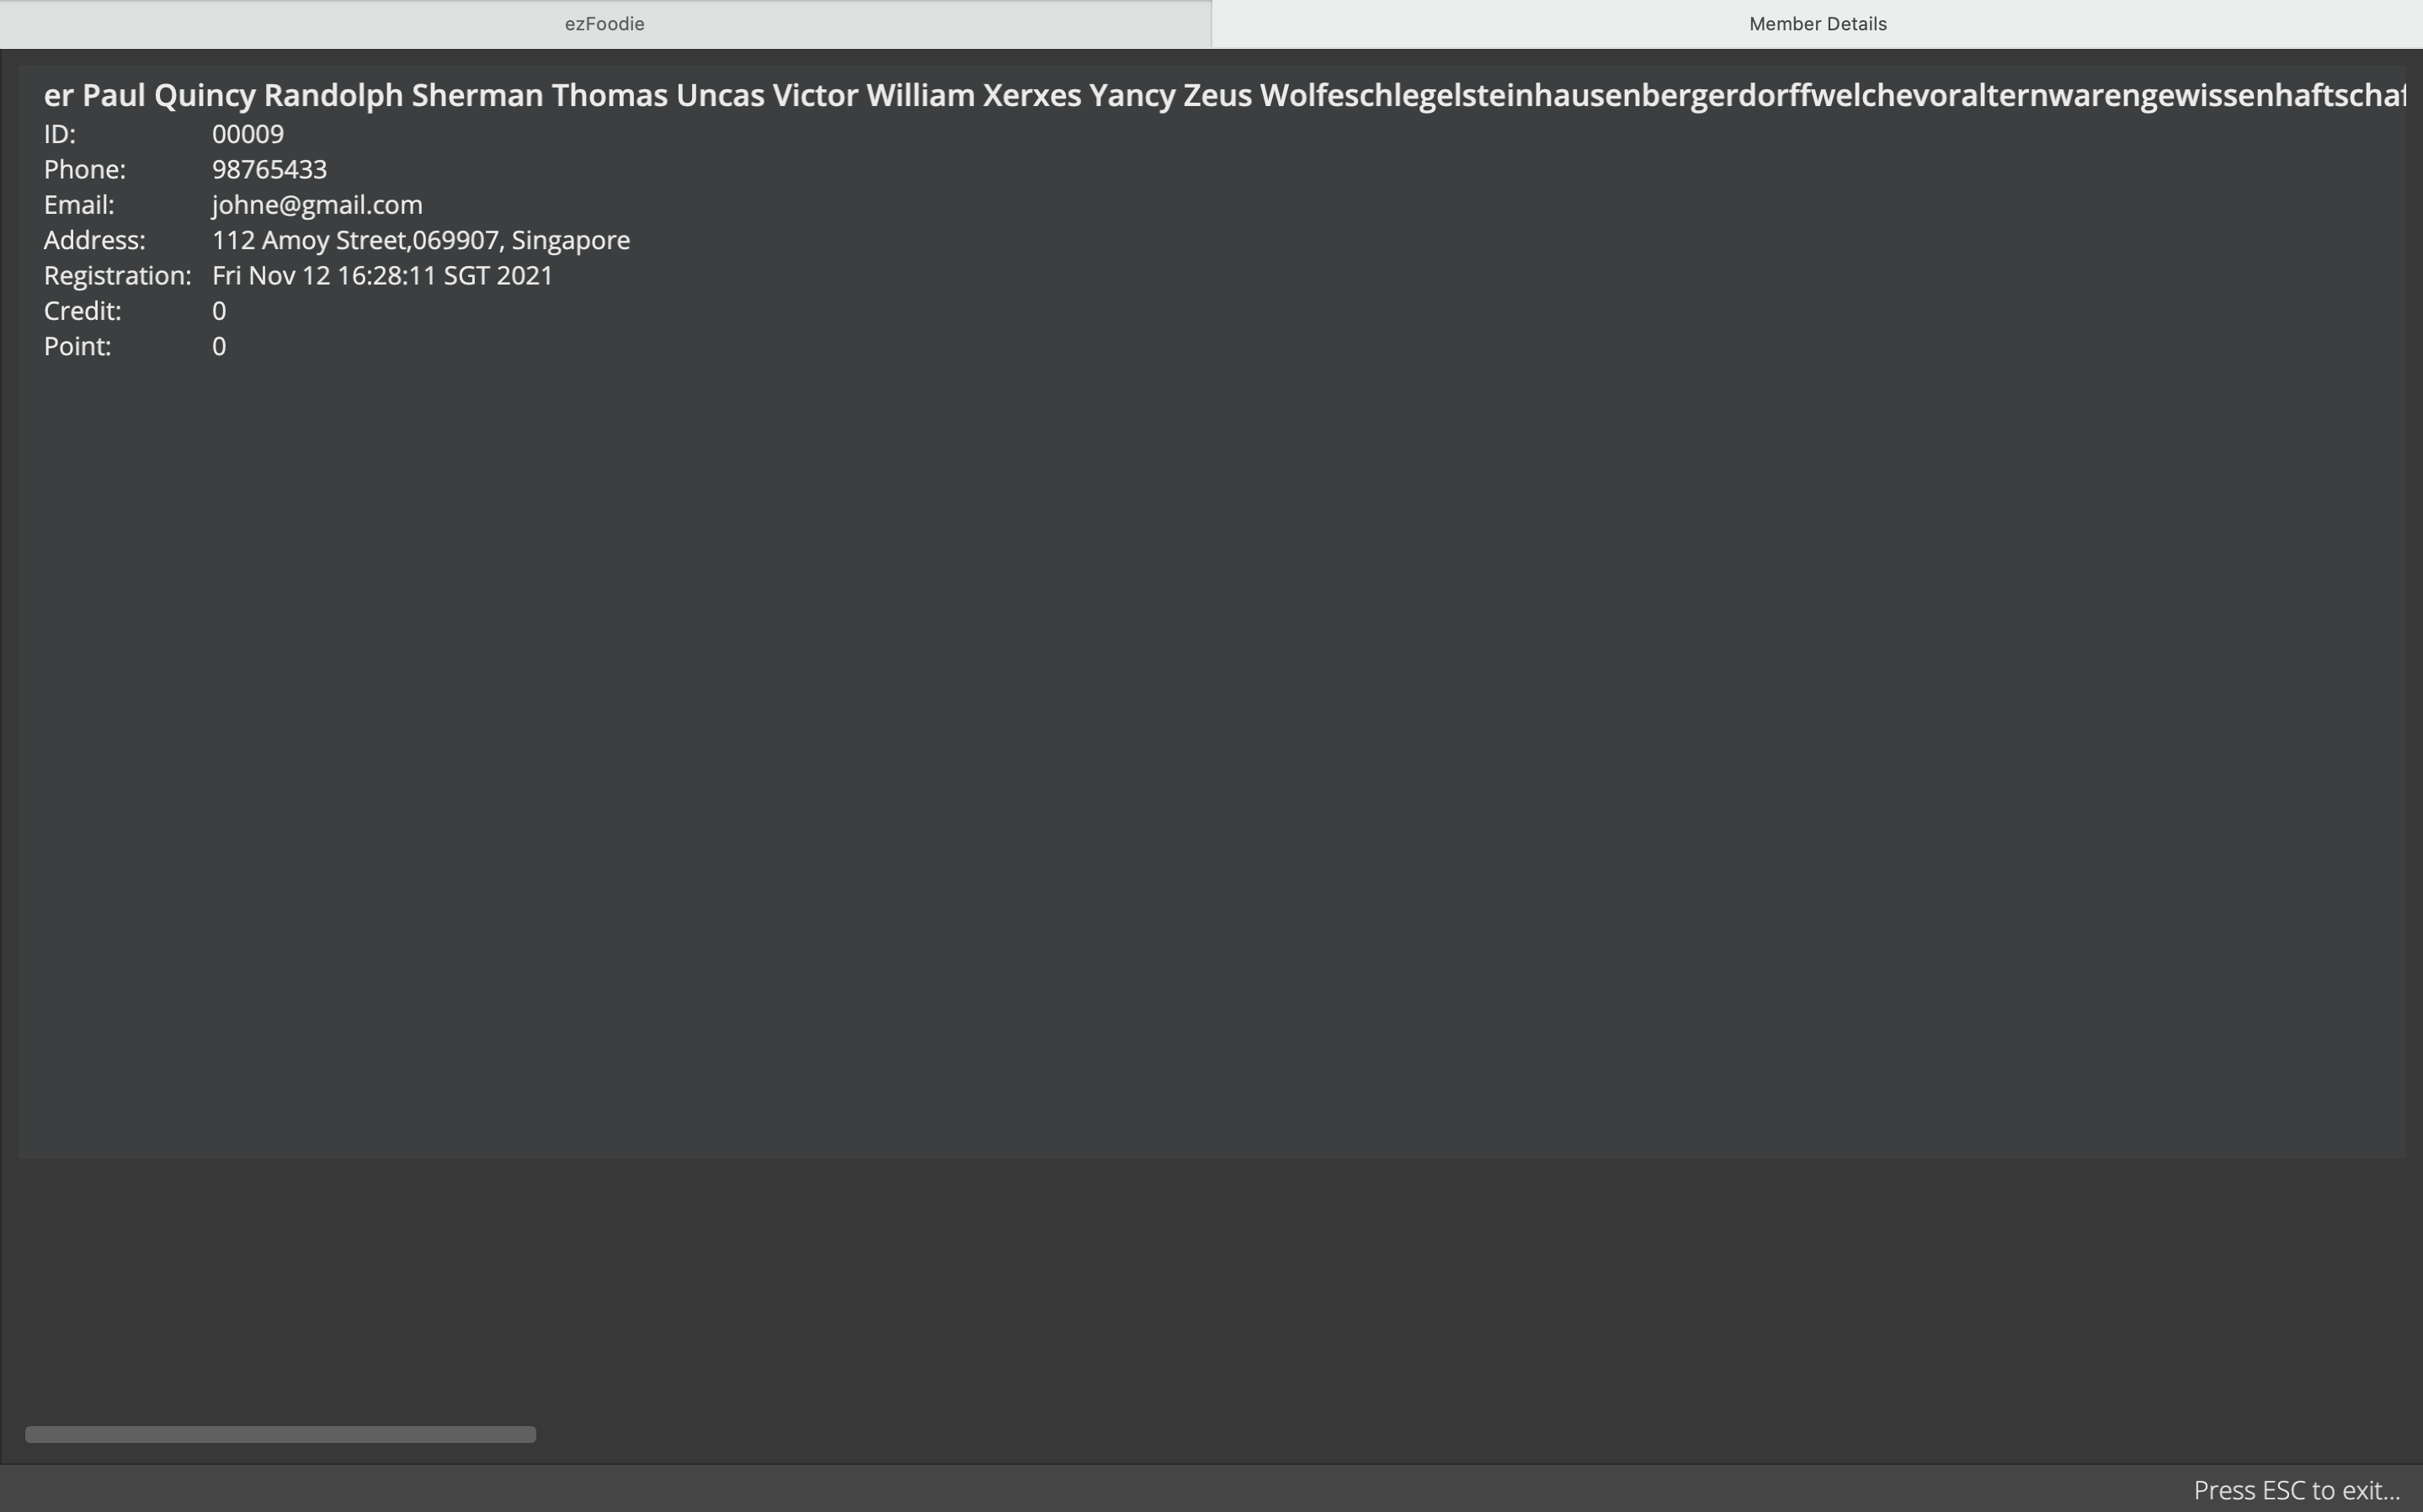 ezFoodie
Member Details
er Paul Quincy Randolph Sherman Thomas Uncas Victor William Xerxes Yancy Zeus Wolfeschlegelsteinhausenbergerdorffwelchevoralternwarengewissenhaftschaf
ID: 00009
Phone: 98765433
Email: johne@gmail.com
Address: 112 Amoy Street,069907, Singapore
Registration: Fri Nov 12 16:28:11 SGT 2021
Credit: 0
Point: 0
Press ESC to exit...